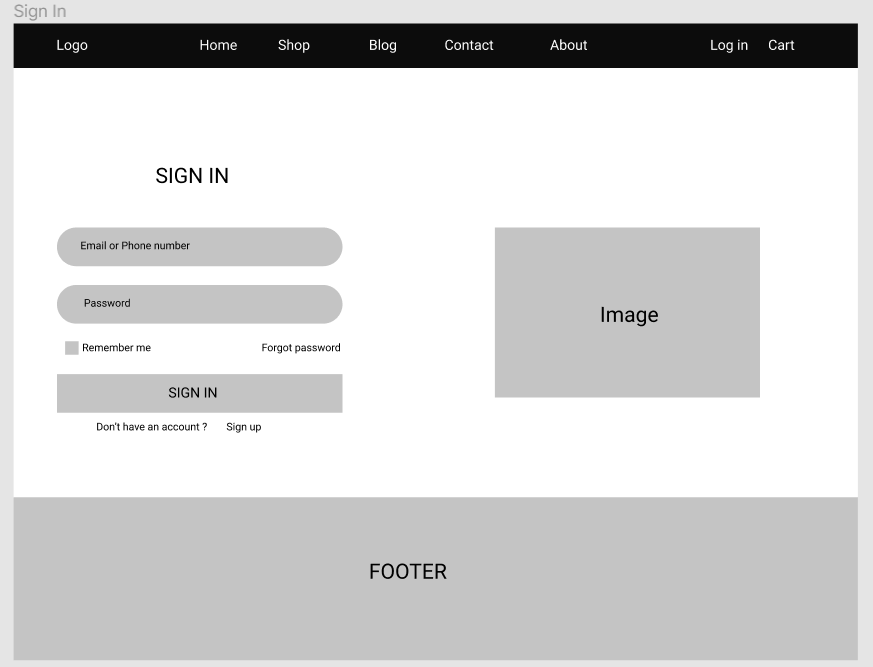 Sign In
Logo Home Shop Blog Contact About Log in Cart
SIGN IN
Email or Phone number
Password
Remember me Forgot password
SIGN IN
Don't have an account ? Sign up
Image
FOOTER